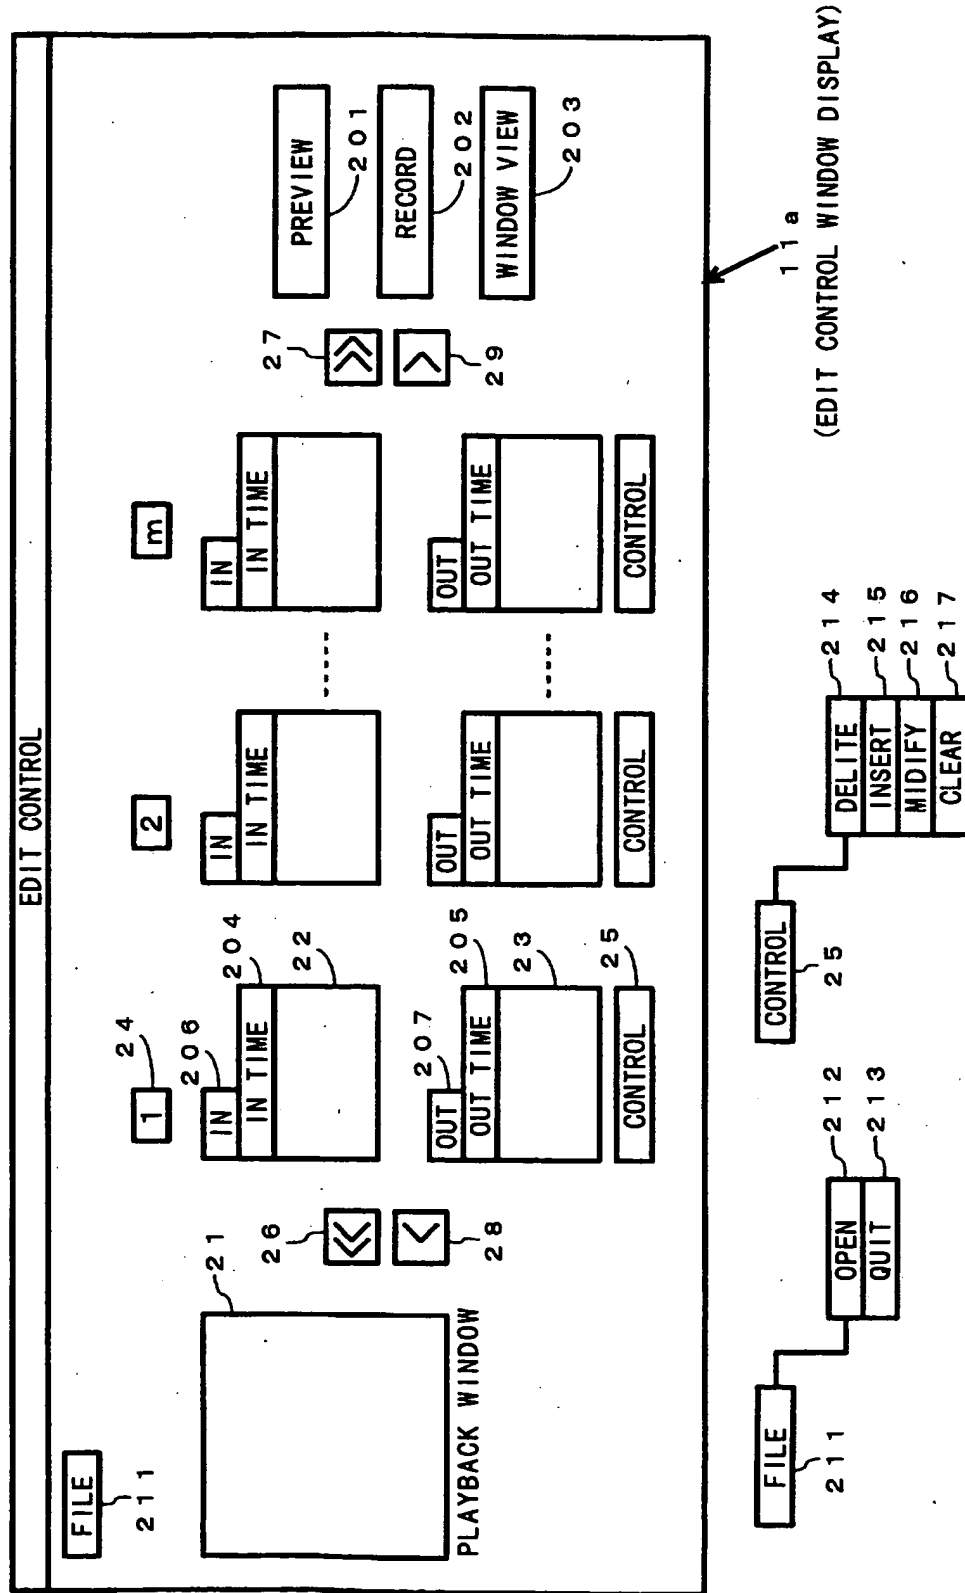 EDIT CONTROL
FILE
211
21
PLAYBACK WINDOW
26
28
1
24
206
IN
IN TIME
204
22
207
OUT
OUT TIME
205
23
CONTROL
25
2
IN
IN TIME
OUT
OUT TIME
CONTROL
m
IN
IN TIME
OUT
OUT TIME
CONTROL
27
29
PREVIEW
201
RECORD
202
WINDOW VIEW
203
11a
(EDIT CONTROL WINDOW DISPLAY)
FILE
211
OPEN
212
QUIT
213
CONTROL
25
DELITE
214
INSERT
215
MIDIFY
216
CLEAR
217